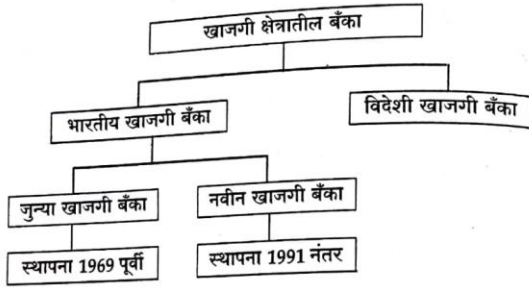 खाजगी क्षेत्रातील बँका
भारतीय खाजगी बँका
विदेशी खाजगी बँका
जुन्या खाजगी बँका
नवीन खाजगी बँका
स्थापना 1969 पूर्वी
स्थापना 1991 नंतर